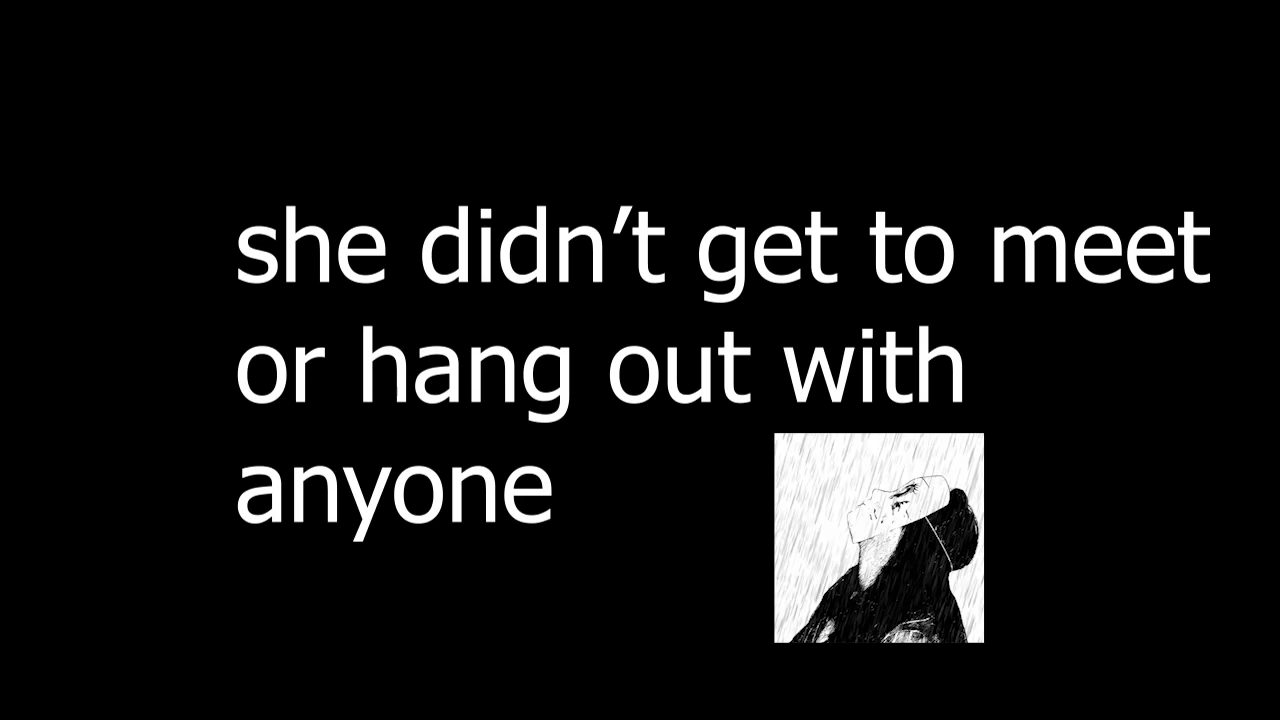 she didn’t get to meet
or hang out with
anyone